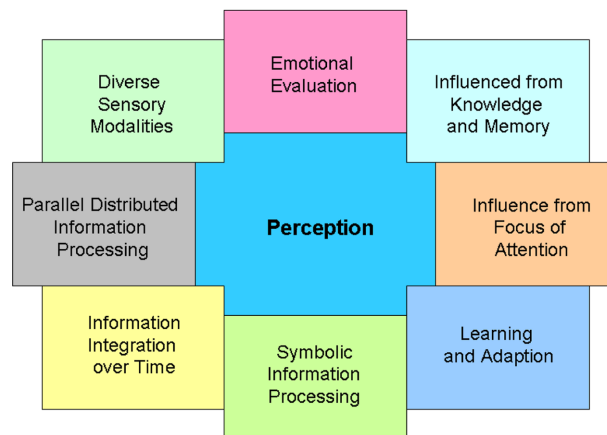 Emotional
Evaluation
Diverse
Sensory
Modalities
Influenced from
Knowledge
and Memory
Parallel Distributed
Information
Processing
Perception
Influence from
Focus of
Attention
Information
Integration
over Time
Symbolic
Information
Processing
Learning
and Adaption